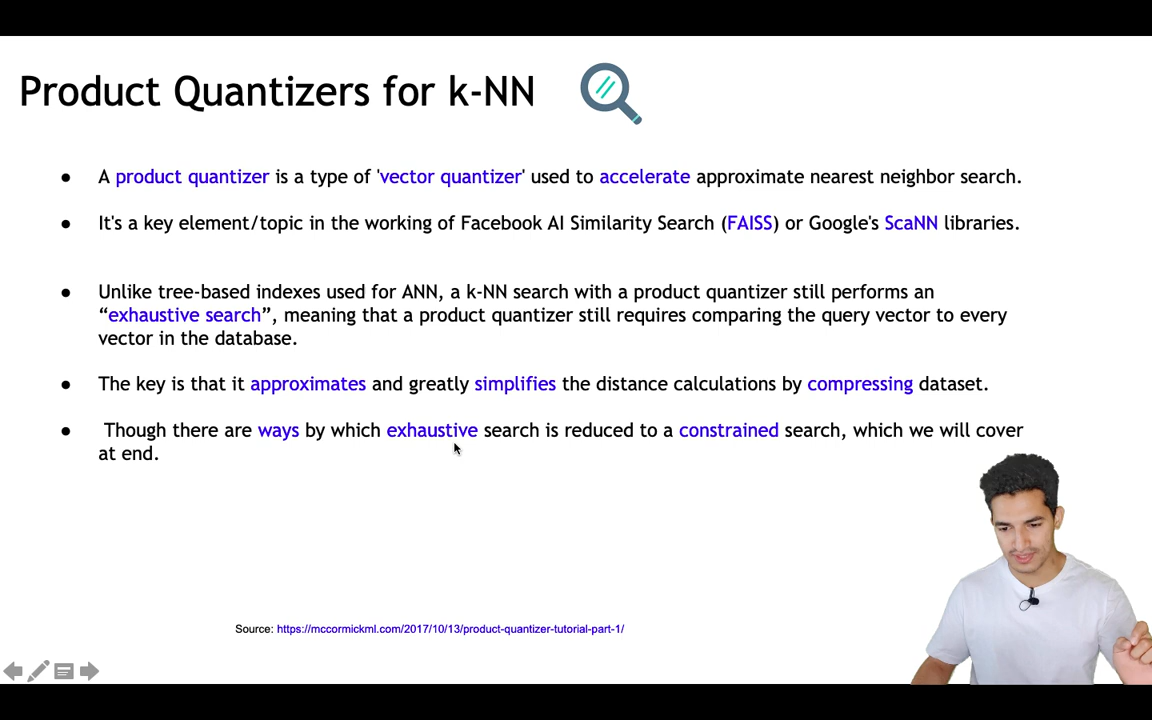 Product Quantizers for k-NN
● A product quantizer is a type of 'vector quantizer' used to accelerate approximate nearest neighbor search.
● It's a key element/topic in the working of Facebook AI Similarity Search (FAISS) or Google's ScaNN libraries.
● Unlike tree-based indexes used for ANN, a k-NN search with a product quantizer still performs an
“exhaustive search”, meaning that a product quantizer still requires comparing the query vector to every
vector in the database.
● The key is that it approximates and greatly simplifies the distance calculations by compressing dataset.
● Though there are ways by which exhaustive search is reduced to a constrained search, which we will cover
at end.
Source: https://mccormickml.com/2017/10/13/product-quantizer-tutorial-part-1/